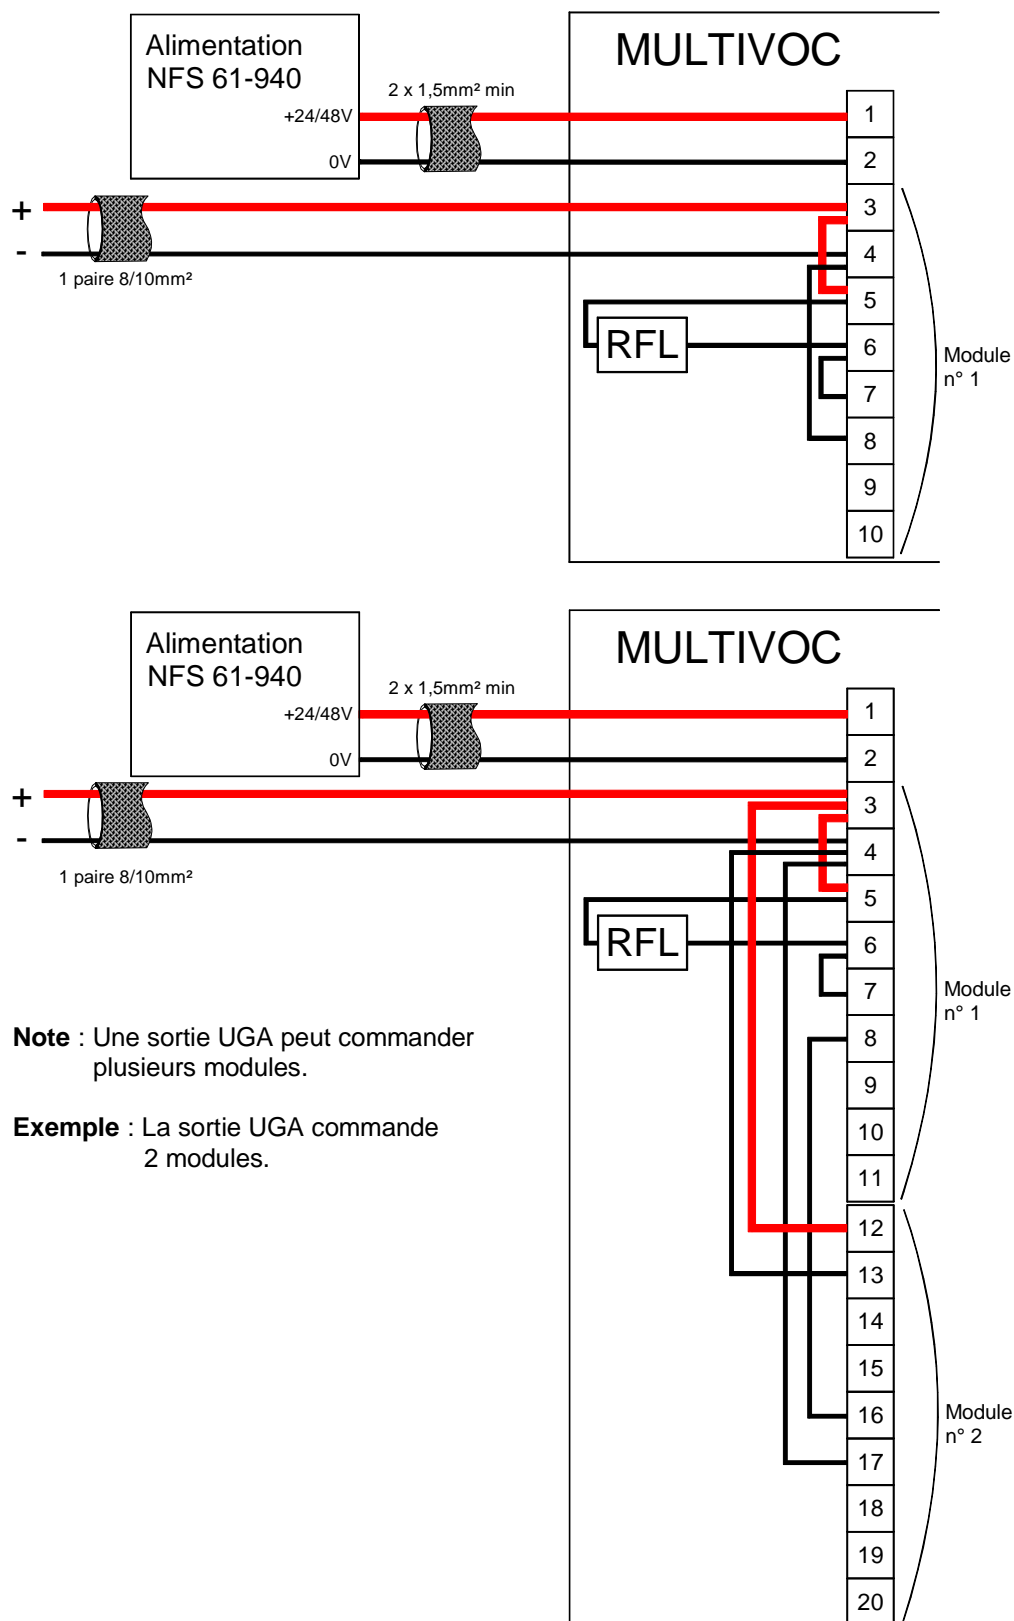 Alimentation
NFS 61-940
+24/48V
0V
2 x 1,5mm² min
MULTIVOC
+
-
1 paire 8/10mm²
RFL
1
2
3
4
5
6
7
8
9
10
Module
n° 1
Alimentation
NFS 61-940
+24/48V
0V
2 x 1,5mm² min
MULTIVOC
+
-
1 paire 8/10mm²
RFL
1
2
3
4
5
6
7
8
9
10
11
12
13
14
15
16
17
18
19
20
Module
n° 1
Module
n° 2
Note : Une sortie UGA peut commander
plusieurs modules.
Exemple : La sortie UGA commande
2 modules.